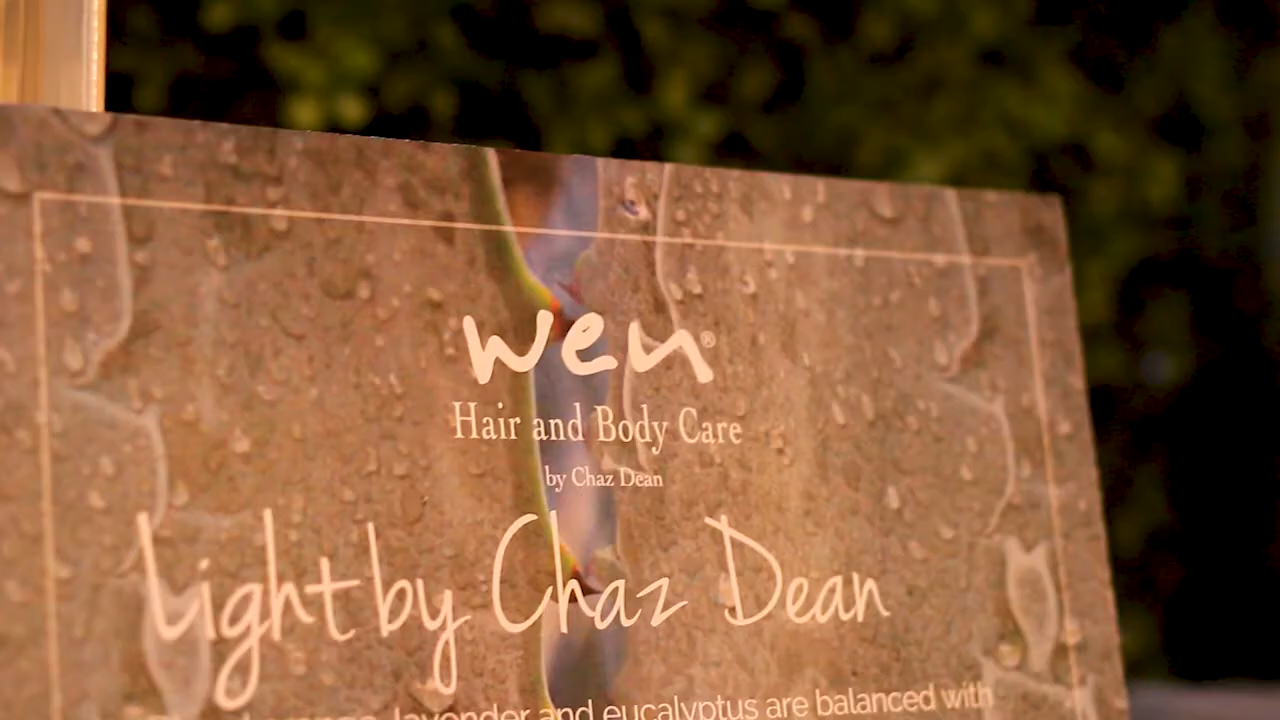 wen®
Hair and Body Care
by Chaz Dean
Light by Chaz Dean
lavender and eucalyptus are balanced with